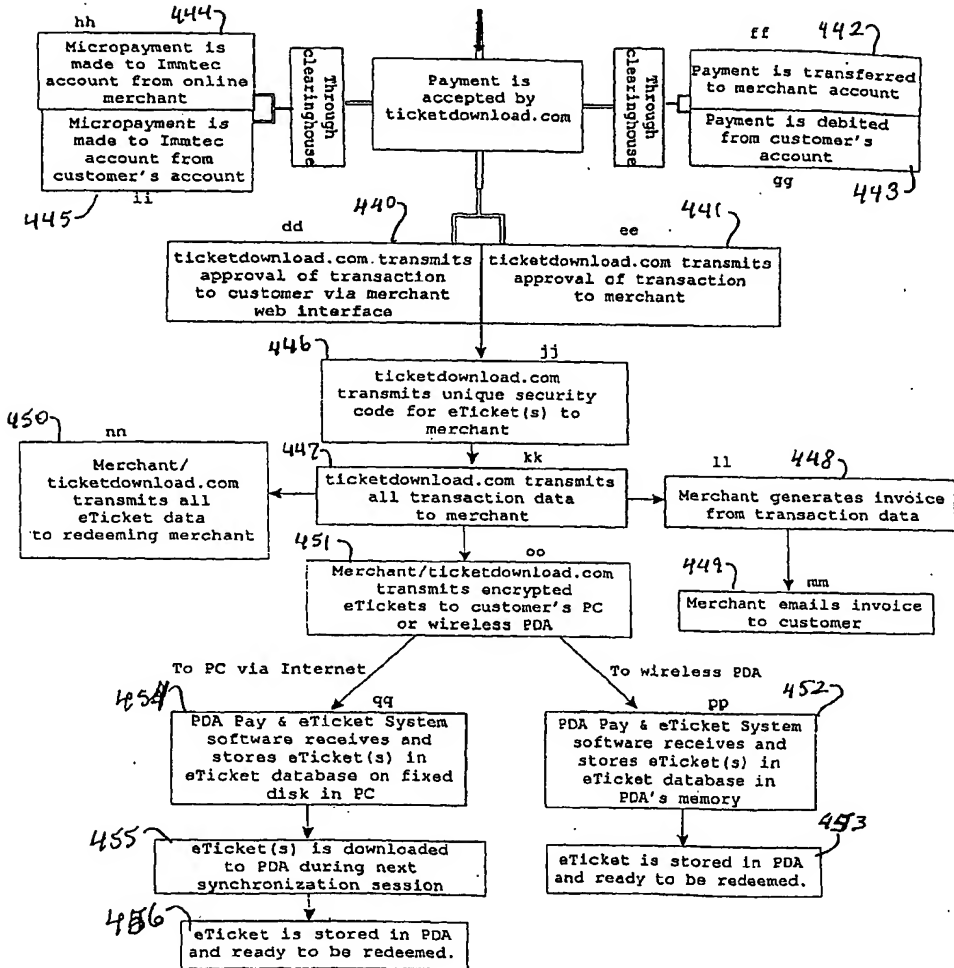 hh
444
Micropayment is
made to Immtec
account from online
merchant
Micropayment is
made to Immtec
account from
customer's account
445
ii
Through
clearinghouse
Payment is
accepted by
ticketdownload.com
Through
clearinghouse
ff
442
Payment is transferred
to merchant account
Payment is debited
from customer's
account
gg
443
dd
440
ticketdownload.com transmits
approval of transaction
to customer via merchant
web interface
ee
441
ticketdownload.com transmits
approval of transaction
to merchant
446
jj
ticketdownload.com
transmits unique security
code for eTicket(s) to
merchant
450
nn
Merchant/
ticketdownload.com
transmits all
eTicket data
to redeeming merchant
447
kk
ticketdownload.com transmits
all transaction data
to merchant
ll
448
Merchant generates invoice
from transaction data
449
mm
Merchant emails invoice
to customer
451
oo
Merchant/ticketdownload.com
transmits encrypted
eTickets to customer's PC
or wireless PDA
To PC via Internet
To wireless PDA
454
qq
PDA Pay & eTicket System
software receives and
stores eTicket(s) in
eTicket database on fixed
disk in PC
452
pp
PDA Pay & eTicket System
software receives and
stores eTicket(s) in
eTicket database in
PDA's memory
455
eTicket(s) is downloaded
to PDA during next
synchronization session
453
eTicket is stored in PDA
and ready to be redeemed.
456
eTicket is stored in PDA
and ready to be redeemed.